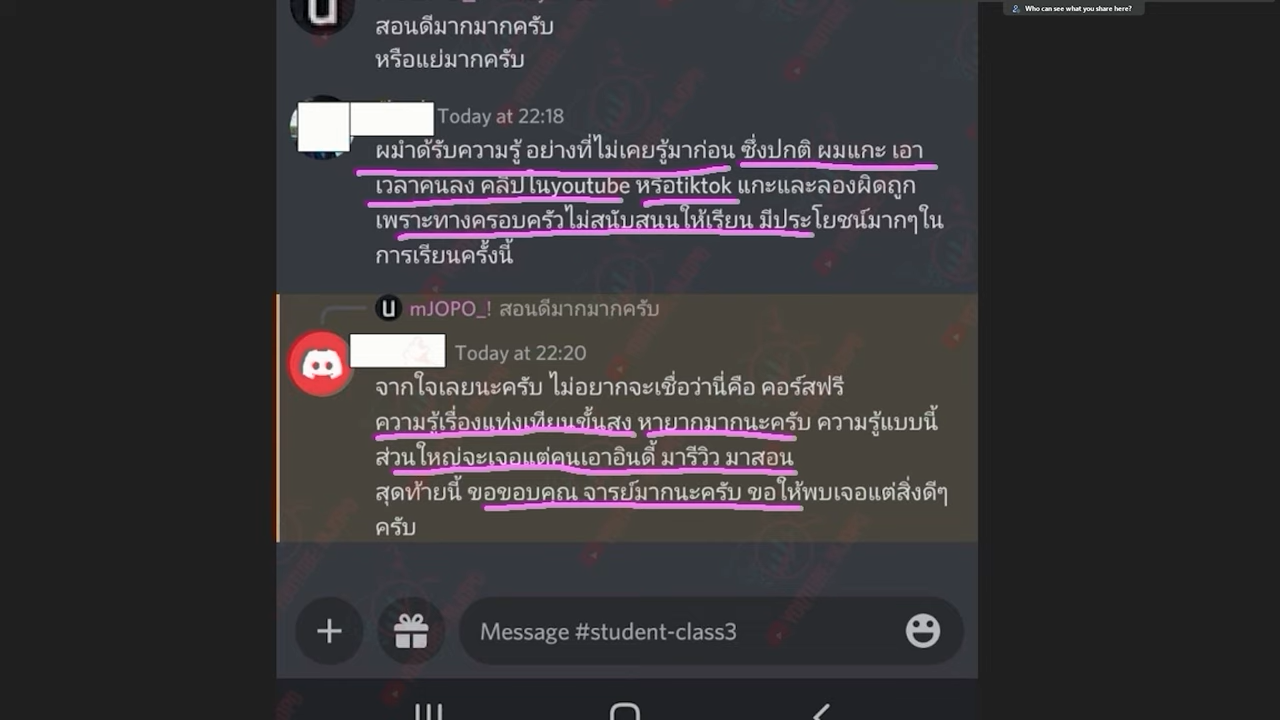 Who can see what you share here?
สอนดีมากมากครับ
หรือแย่มากครับ
Today at 22:18
ผมำด้รับความรู้ อย่างที่ไม่เคยรู้มาก่อน ซึ่งปกติ ผมแกะ เอา
เวลาคนลง คลิปในyoutube หรือtiktok แกะและลองผิดถูก
เพราะทางครอบครัวไม่สนับสนนให้เรียน มีประโยชน์มากๆใน
การเรียนครั้งนี้
mJOPO_! สอนดีมากมากครับ
Today at 22:20
จากใจเลยนะครับ ไม่อยากจะเชื่อว่านี่คือ คอร์สฟรี
ความรู้เรื่องแท่งเทียนขั้นสูง หายากมากนะครับ ความรู้แบบนี้
ส่วนใหญ่จะเจอแต่คนเอาอินดี้ มารีวิว มาสอน
สุดท้ายนี้ ขอขอบคุณ จารย์มากนะครับ ขอให้พบเจอแต่สิ่งดีๆ
ครับ
Message #student-class3